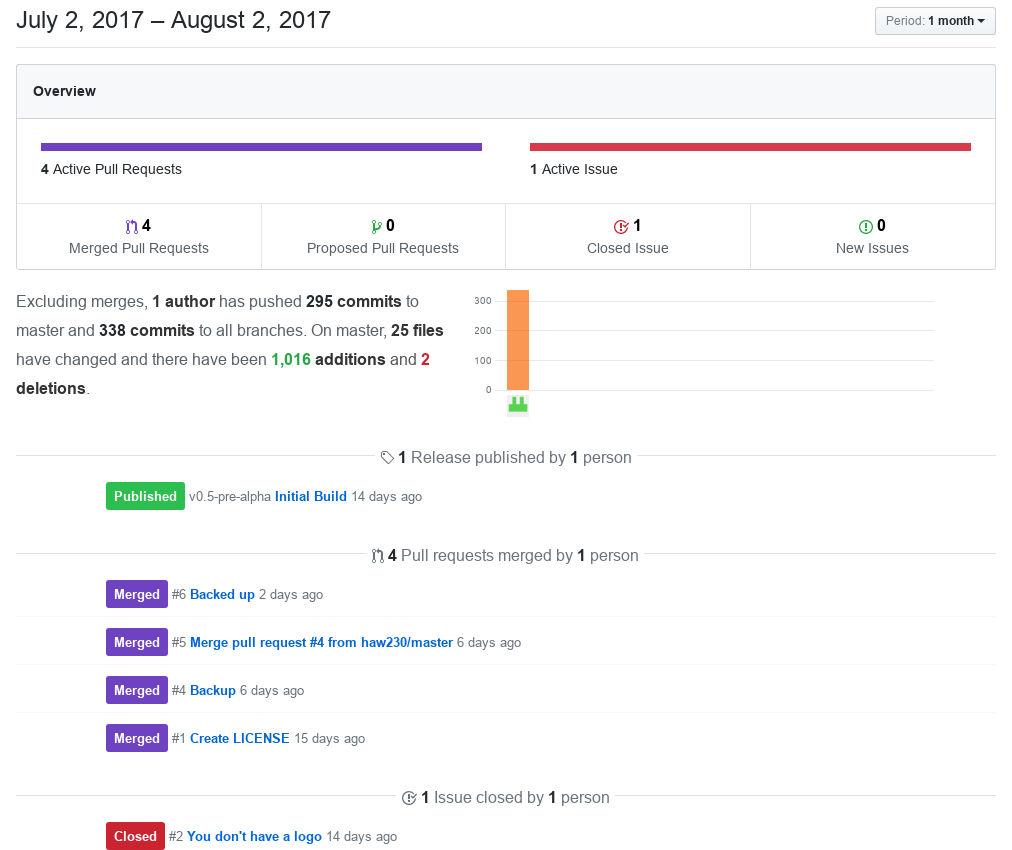 July 2, 2017 – August 2, 2017
Period: 1 month
Overview
4 Active Pull Requests
1 Active Issue
4
Merged Pull Requests
0
Proposed Pull Requests
1
Closed Issue
0
New Issues
Excluding merges, 1 author has pushed 295 commits to
master and 338 commits to all branches. On master, 25 files
have changed and there have been 1,016 additions and 2
deletions.
300
200
100
0
1 Release published by 1 person
Published v0.5-pre-alpha Initial Build 14 days ago
4 Pull requests merged by 1 person
Merged #6 Backed up 2 days ago
Merged #5 Merge pull request #4 from haw230/master 6 days ago
Merged #4 Backup 6 days ago
Merged #1 Create LICENSE 15 days ago
1 Issue closed by 1 person
Closed #2 You don't have a logo 14 days ago